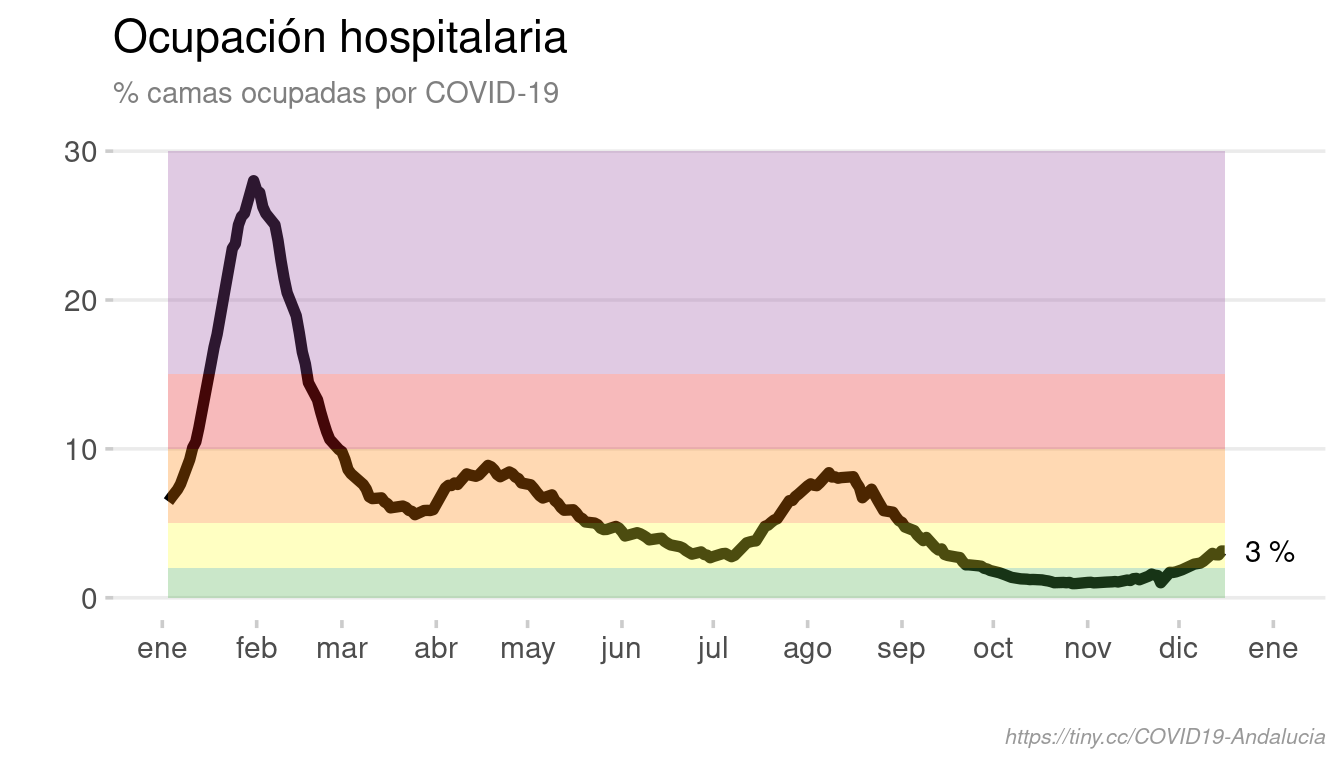 Ocupación hospitalaria
% camas ocupadas por COVID-19
30
20
10
0
3 %
ene feb mar abr may jun jul ago sep oct nov dic ene
https://tiny.cc/COVID19-Andalucia